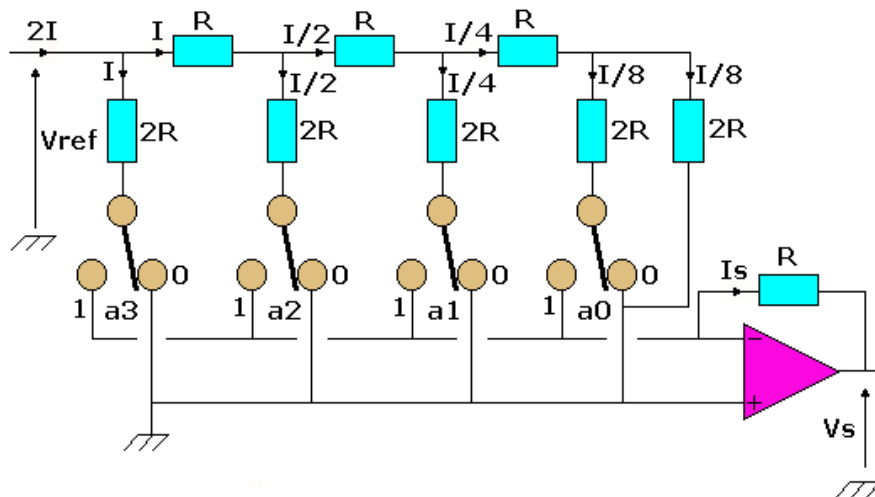 2I I R I/2 R I/4 R
I I/2 I/4 I/8 I/8
Vref 2R 2R 2R 2R 2R
0 0 0 0 Is R
1 a3 1 a2 1 a1 1 a0
−
+
Vs